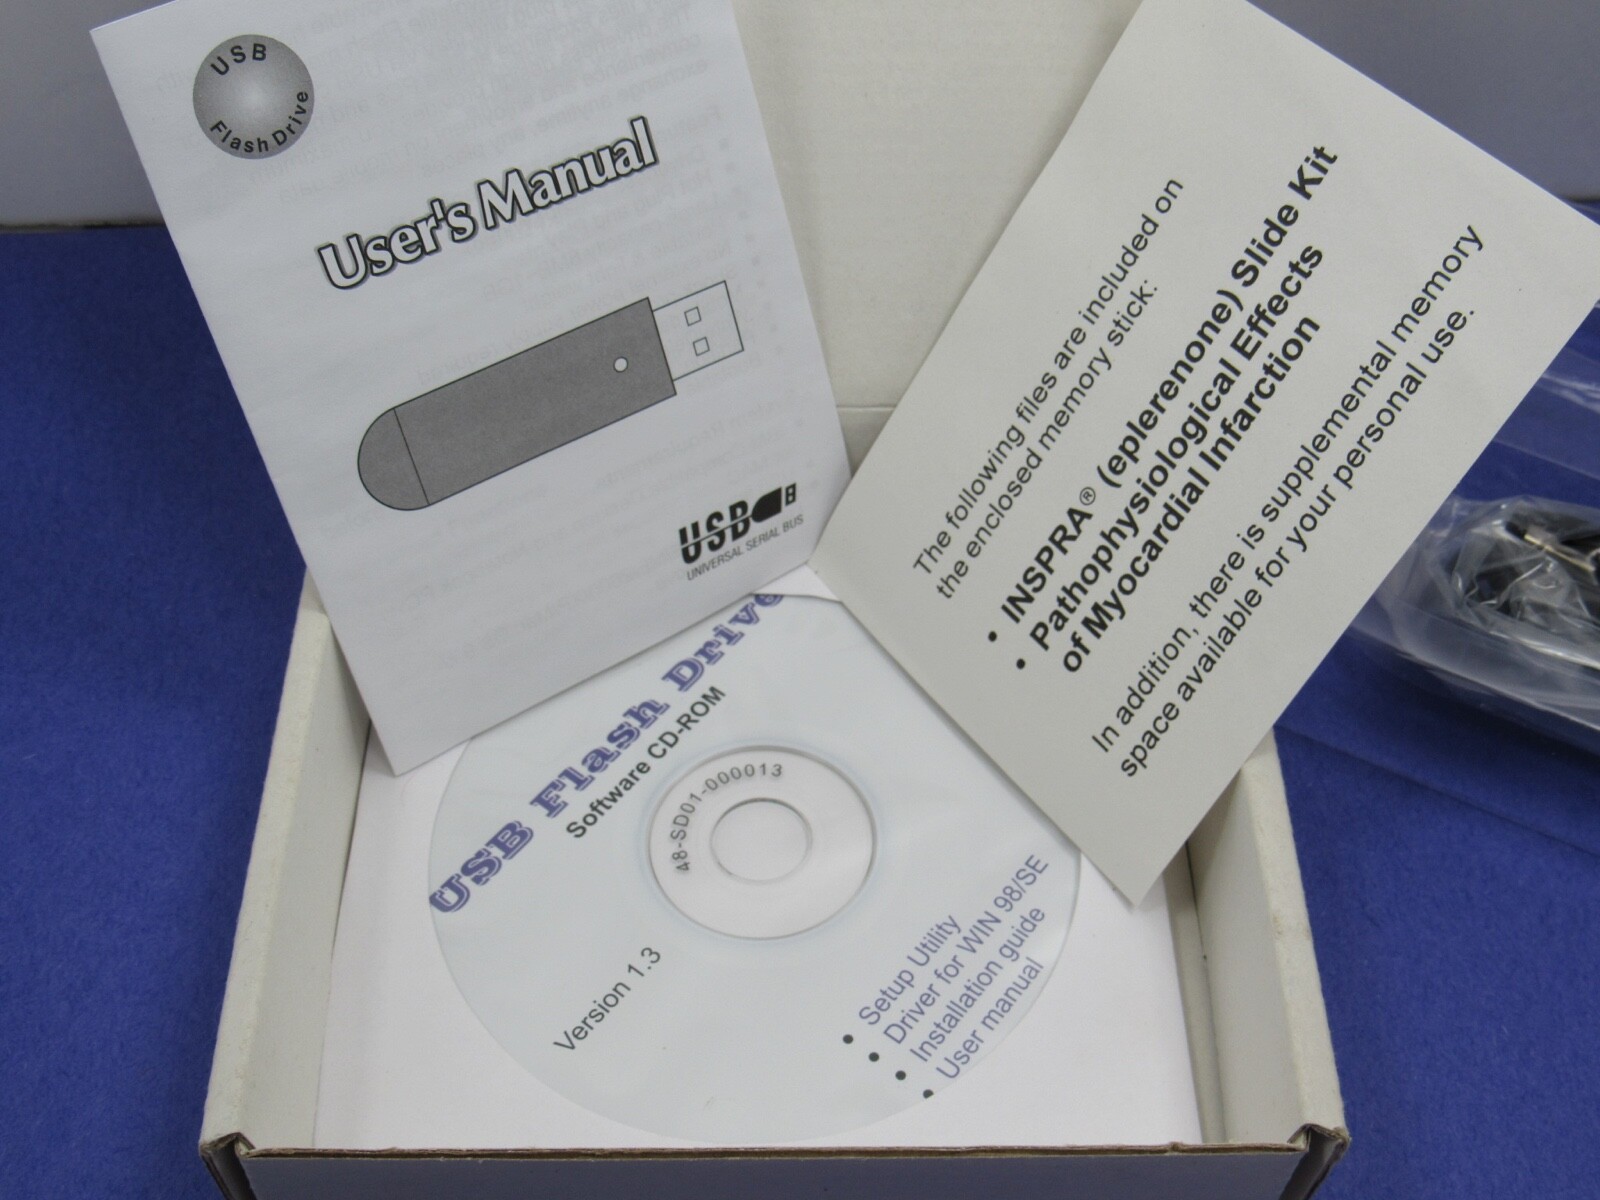 USB
Flash Drive
User's Manual
USB
UNIVERSAL SERIAL BUS
The following files are included on
the enclosed memory stick:
• INSPRA® (eplerenone) Slide Kit
• Pathophysiological Effects
of Myocardial Infarction
In addition, there is supplemental memory
space available for your personal use.
USB Flash Drive
Software CD-ROM
48-SD01-000013
Version 1.3
• Setup Utility
• Driver for WIN 98/SE
• Installation guide
• User manual